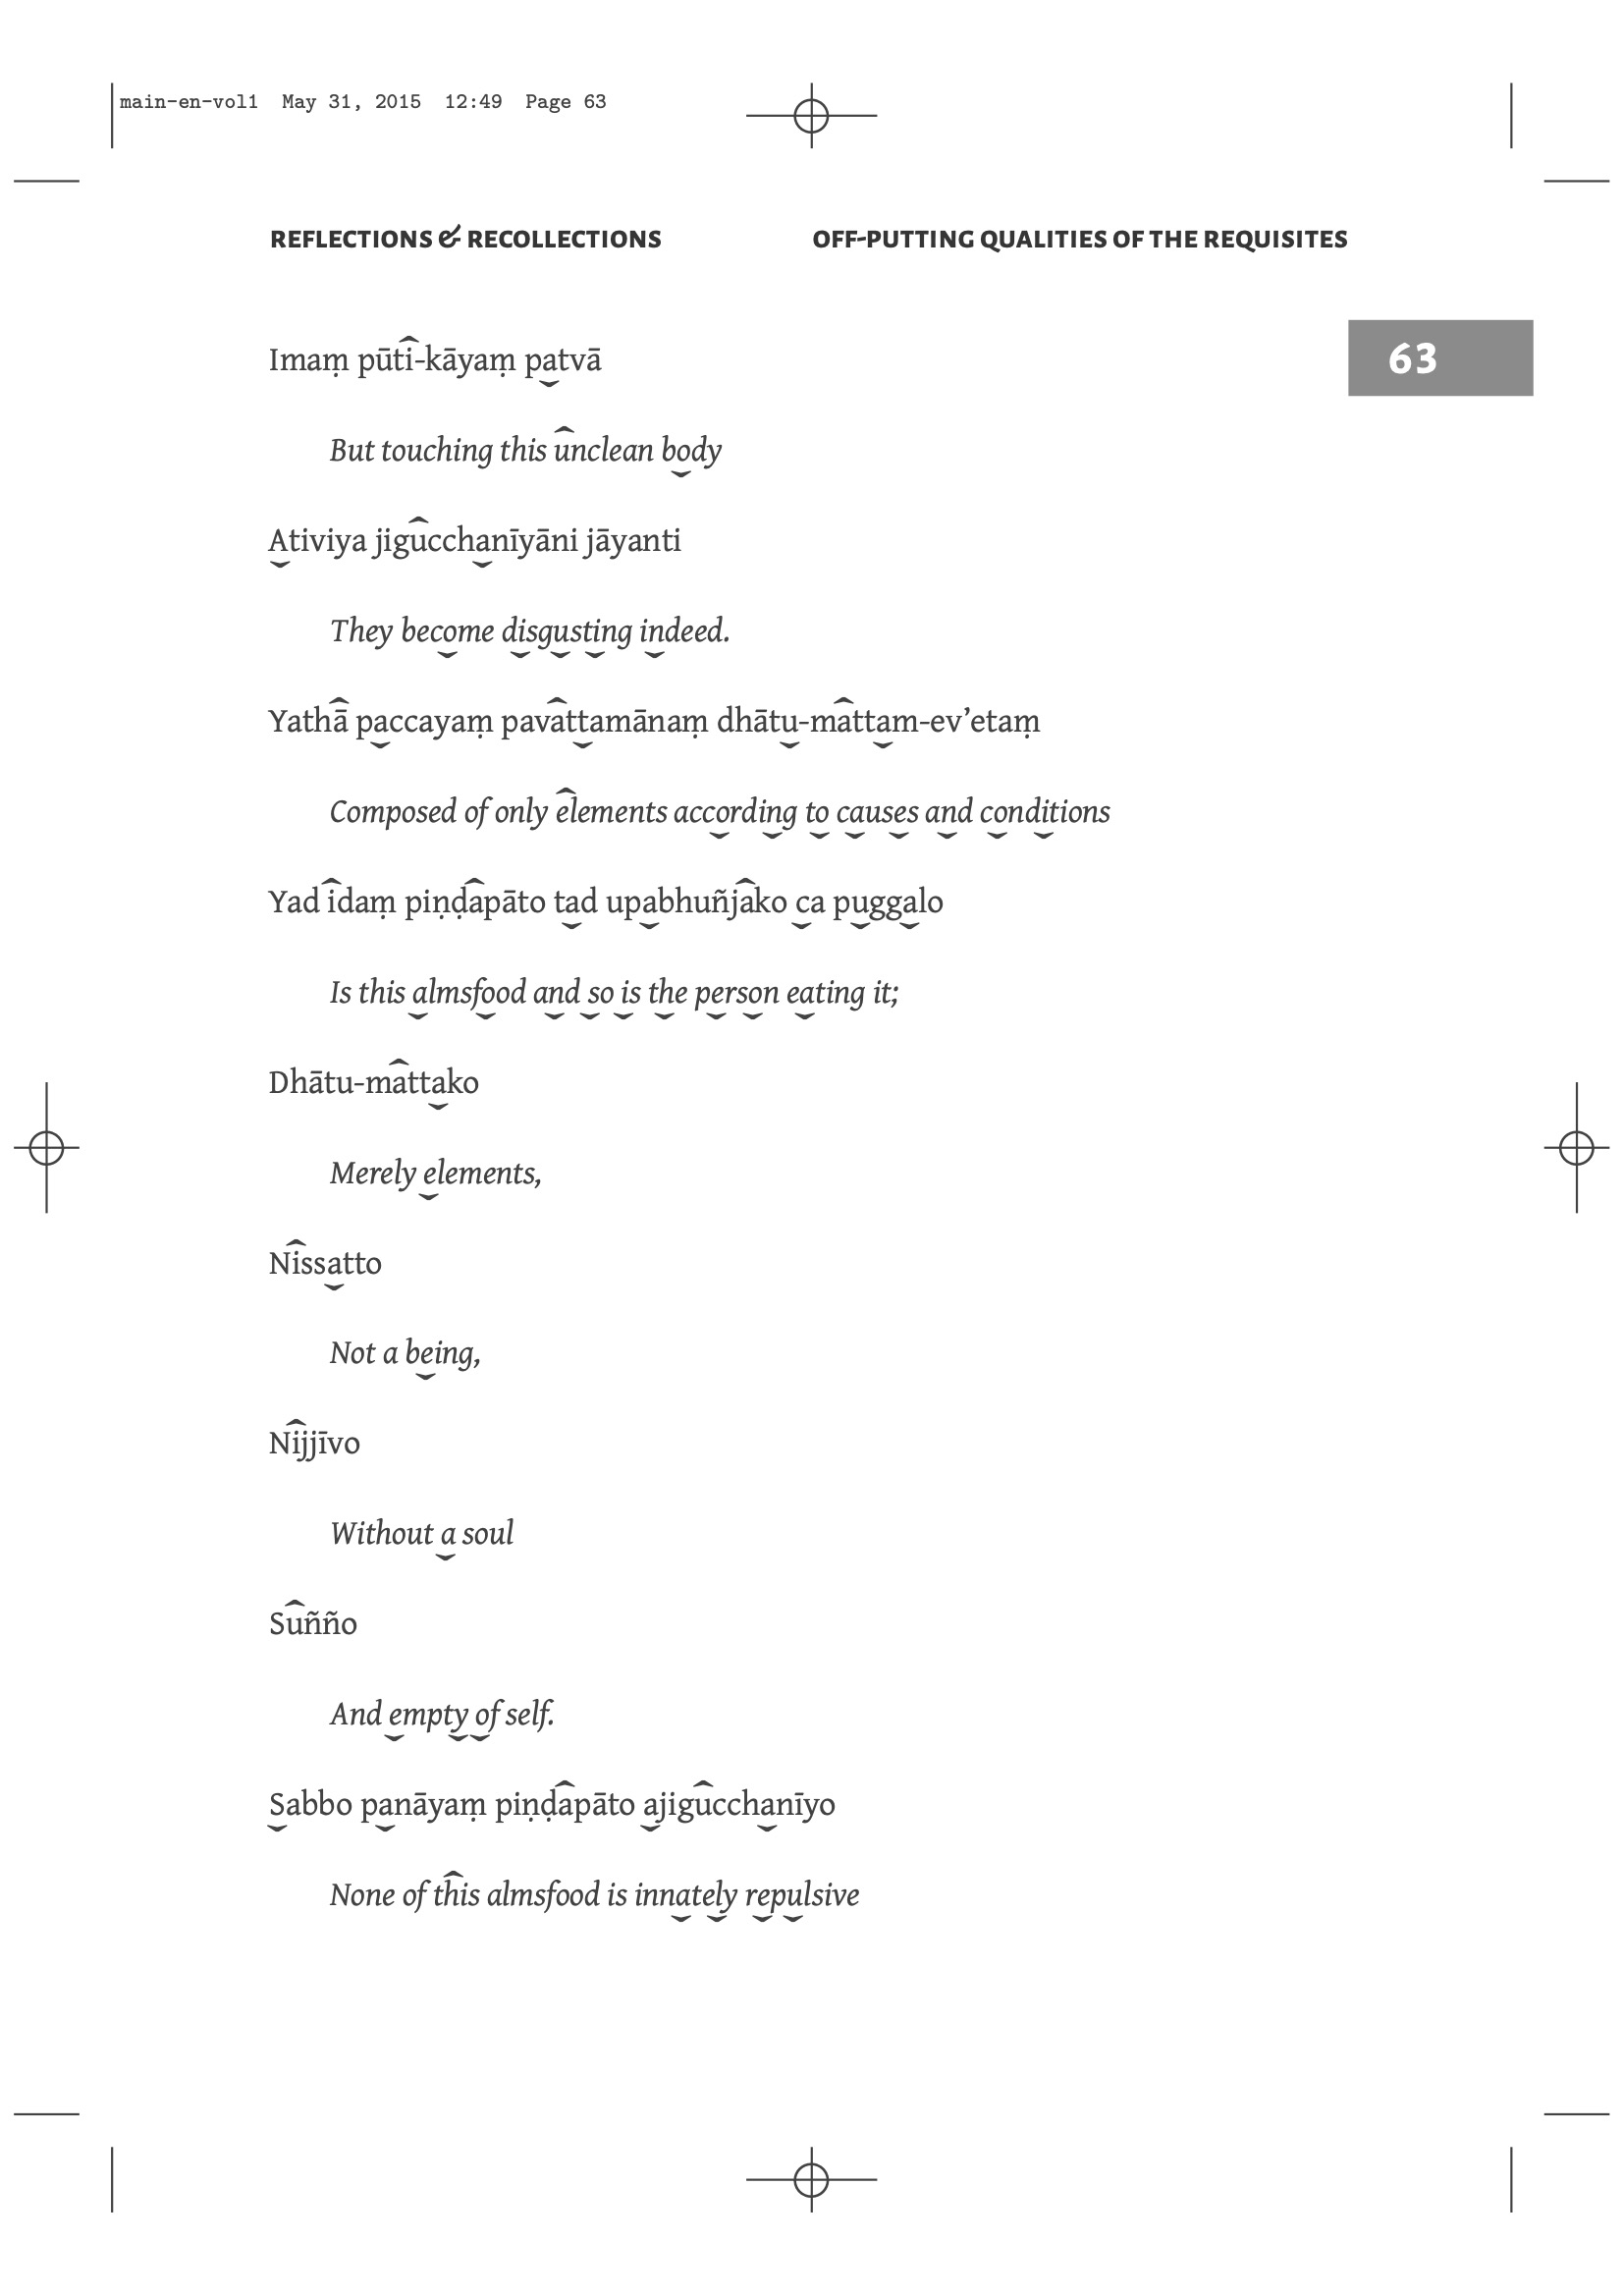 main-en-vol1 May 31, 2015 12:49 Page 63
REFLECTIONS & RECOLLECTIONS OFF-PUTTING QUALITIES OF THE REQUISITES
63
Imaṃ pūti-kāyaṃ patvā
But touching this unclean body
Ativiya jigucchanīyāni jāyanti
They become disgusting indeed.
Yathā paccayaṃ pavattamānaṃ dhātu-mattam-ev’etaṃ
Composed of only elements according to causes and conditions
Yad idaṃ piṇḍapāto tad upabhuñjako ca puggalo
Is this almsfood and so is the person eating it;
Dhātu-mattako
Merely elements,
Nissatto
Not a being,
Nijjīvo
Without a soul
Suñño
And empty of self.
Sabbo panāyaṃ piṇḍapāto ajigucchanīyo
None of this almsfood is innately repulsive